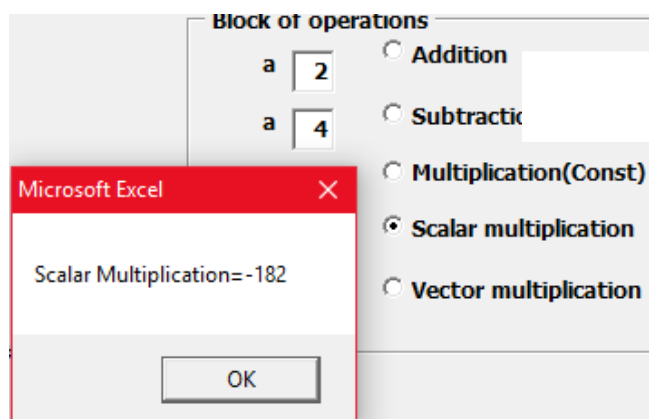 Block of operations
a 2
Addition
a 4
Multiplication(Const)
Microsoft Excel
Scalar multiplication
Scalar Multiplication=-182
Vector multiplication
OK